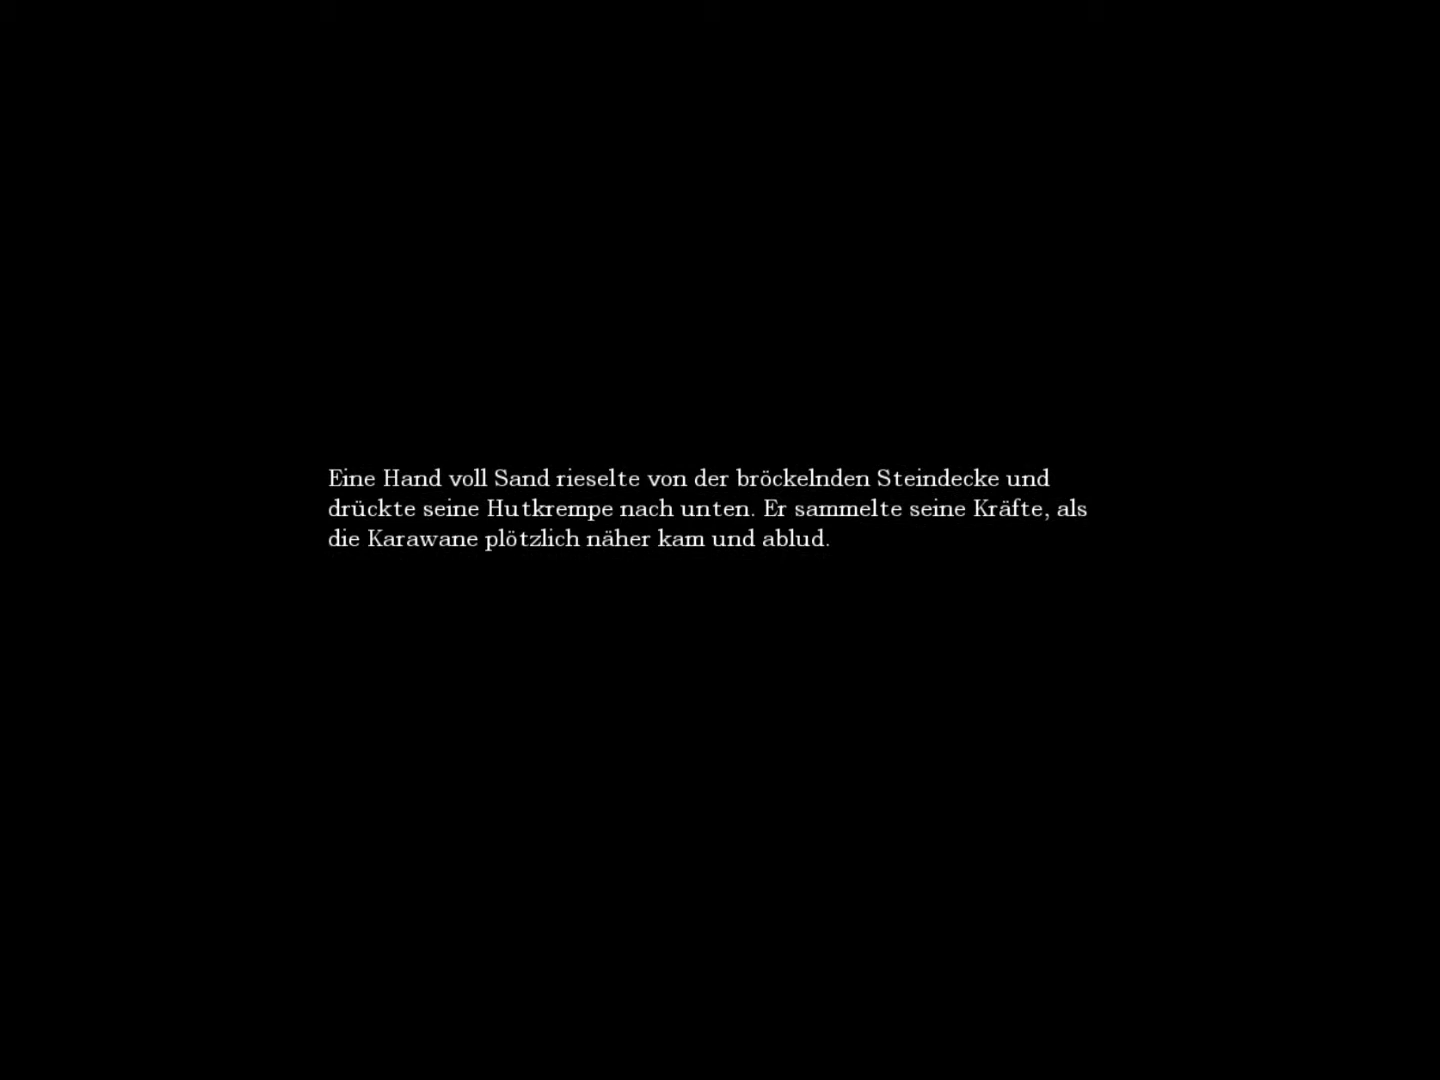 Eine Hand voll Sand rieselte von der bröckelnden Steindecke und
drückte seine Hutkrempe nach unten. Er sammelte seine Kräfte, als
die Karawane plötzlich näher kam und ablud.